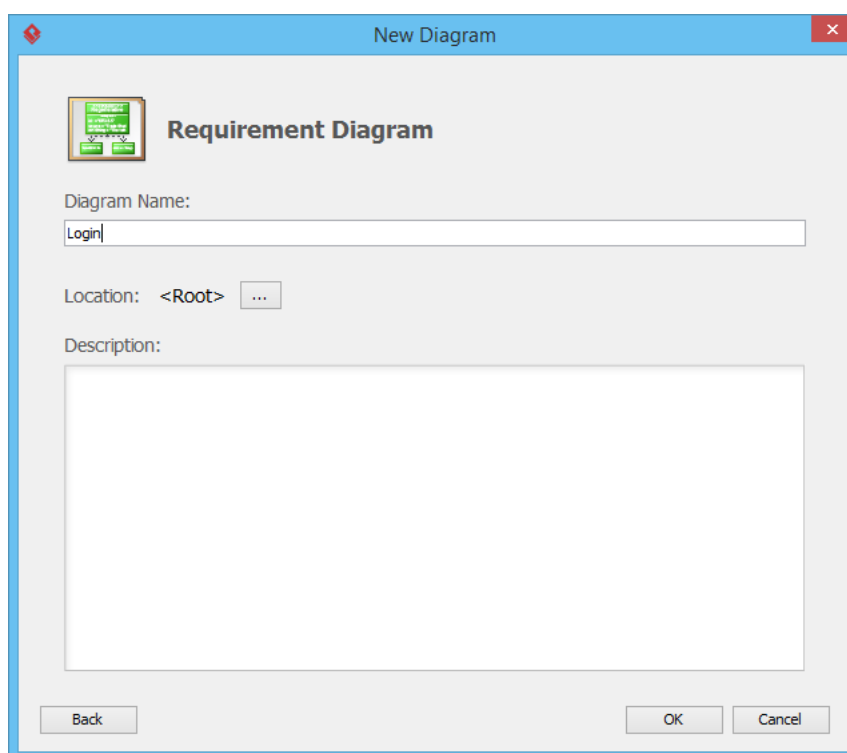 New Diagram
Requirement Diagram
Diagram Name:
Login
Location: <Root> ...
Description:
Back OK Cancel